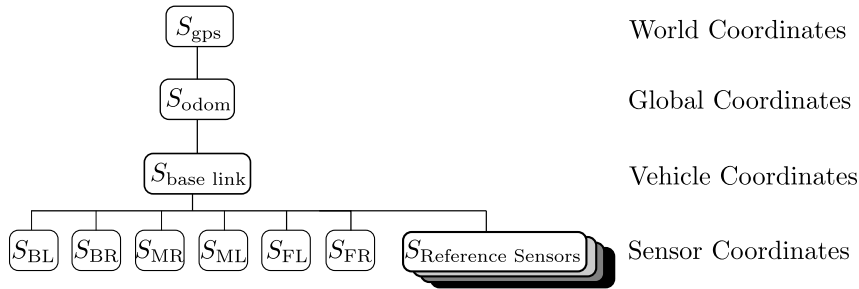 S_gps World Coordinates
S_odom Global Coordinates
S_base link Vehicle Coordinates
S_BL S_BR S_MR S_ML S_FL S_FR S_Reference Sensors Sensor Coordinates